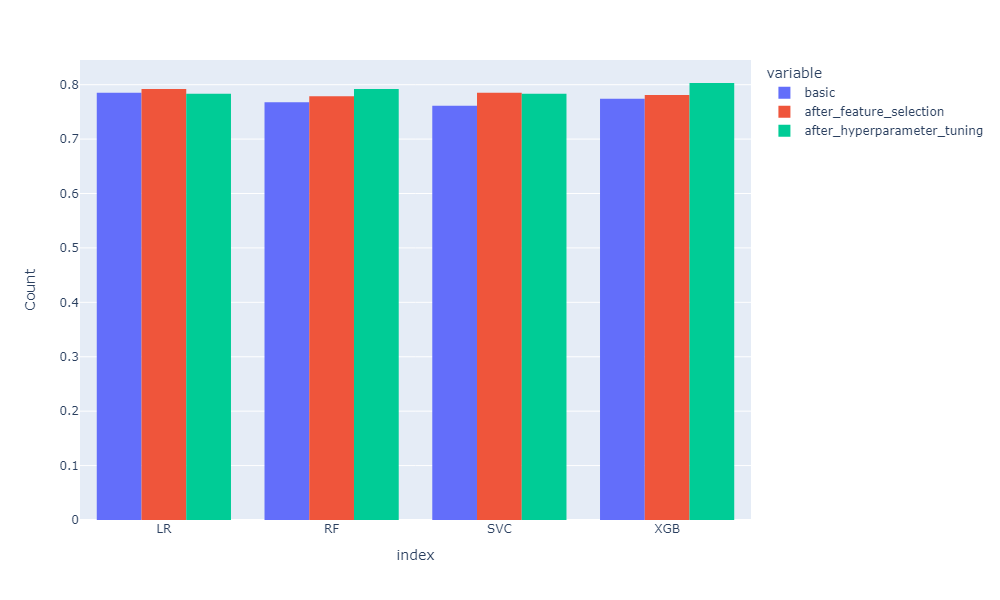 variable
basic
after_feature_selection
after_hyperparameter_tuning
Count
0.8
0.7
0.6
0.5
0.4
0.3
0.2
0.1
0
LR RF SVC XGB
index